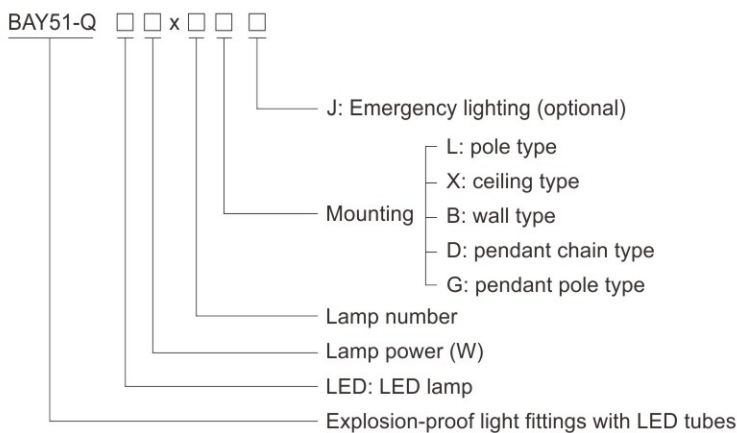 BAY51-Q □ □ x □ □ □
J: Emergency lighting (optional)
L: pole type
X: ceiling type
Mounting B: wall type
D: pendant chain type
G: pendant pole type
Lamp number
Lamp power (W)
LED: LED lamp
Explosion-proof light fittings with LED tubes